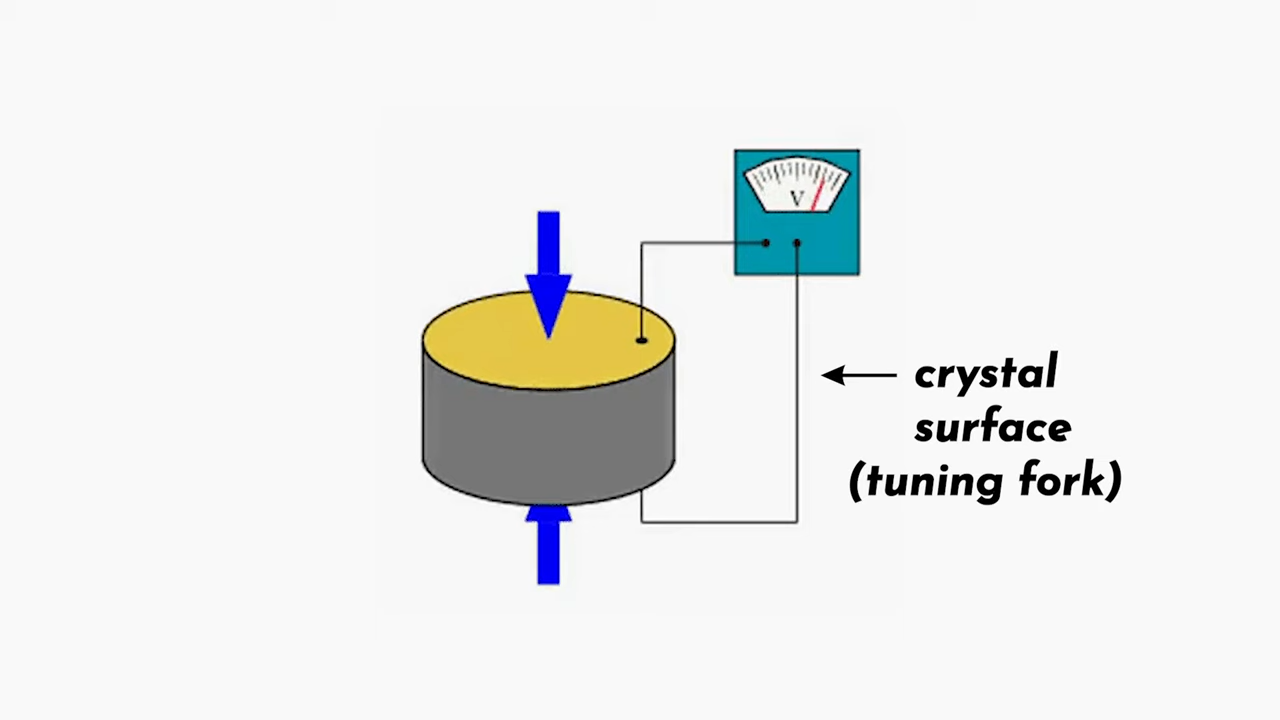 V
crystal
surface
(tuning fork)